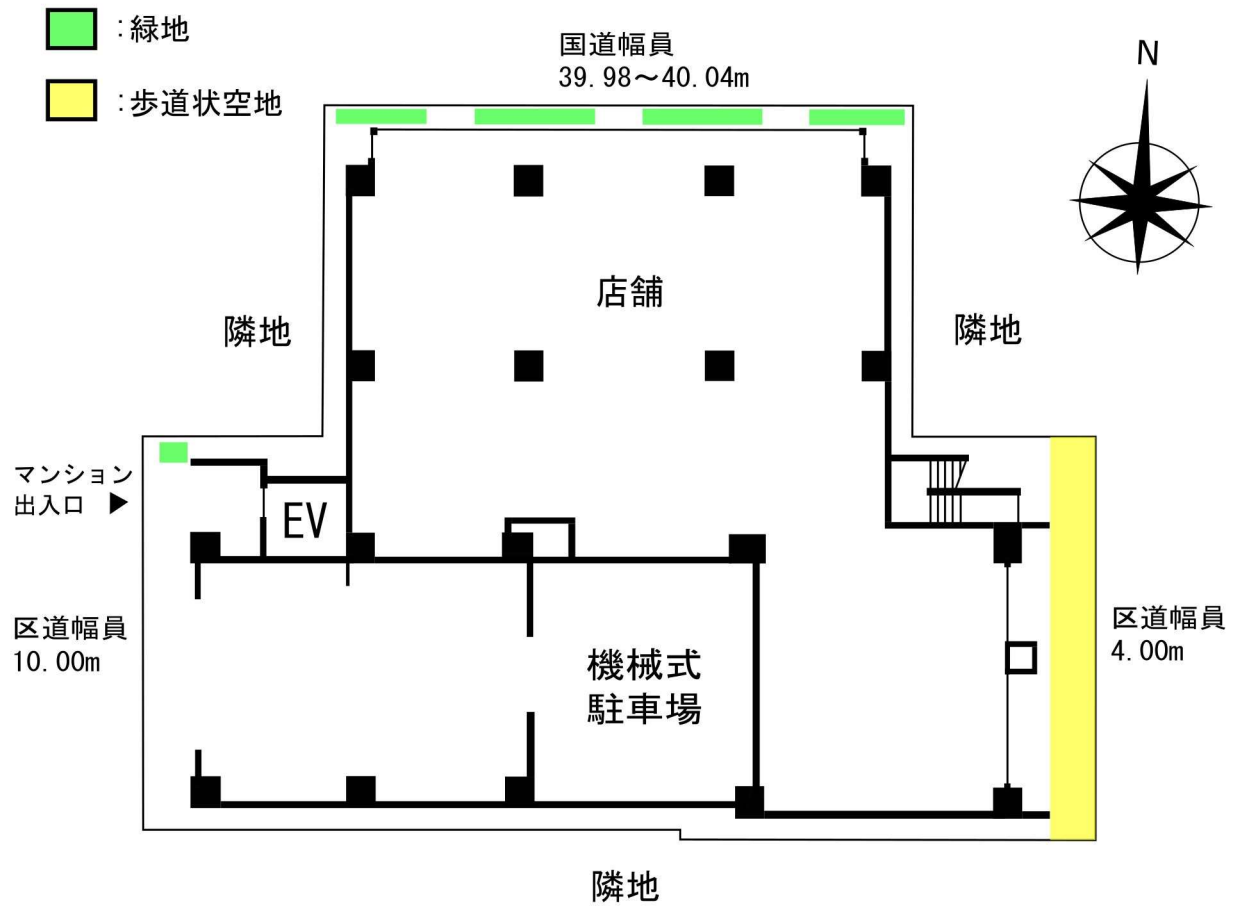 :緑地
:歩道状空地
国道幅員
39.98～40.04m
N
店舗
隣地
隣地
マンション
出入口 ▶
EV
区道幅員
10.00m
機械式
駐車場
区道幅員
4.00m
隣地